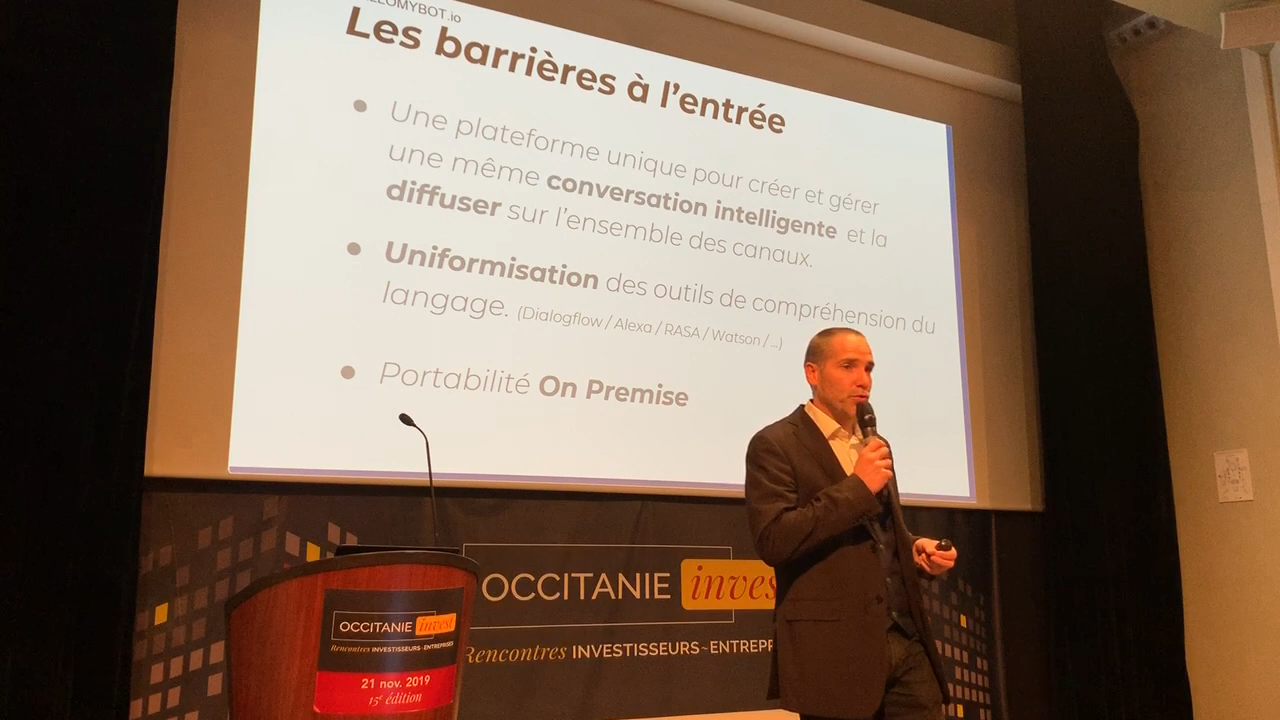 LOMYBOT.io
Les barrières à l'entrée
• Une plateforme unique pour créer et gérer
une même conversation intelligente et la
diffuser sur l'ensemble des canaux.
• Uniformisation des outils de compréhension du
langage. (Dialogflow / Alexa / RASA / Watson / ...)
• Portabilité On Premise
OCCITANIE inves
Rencontres INVESTISSEURS~ENTREP
OCCITANIE invest
Rencontres INVESTISSEURS~ENTREPRISES
21 nov. 2019
15e édition